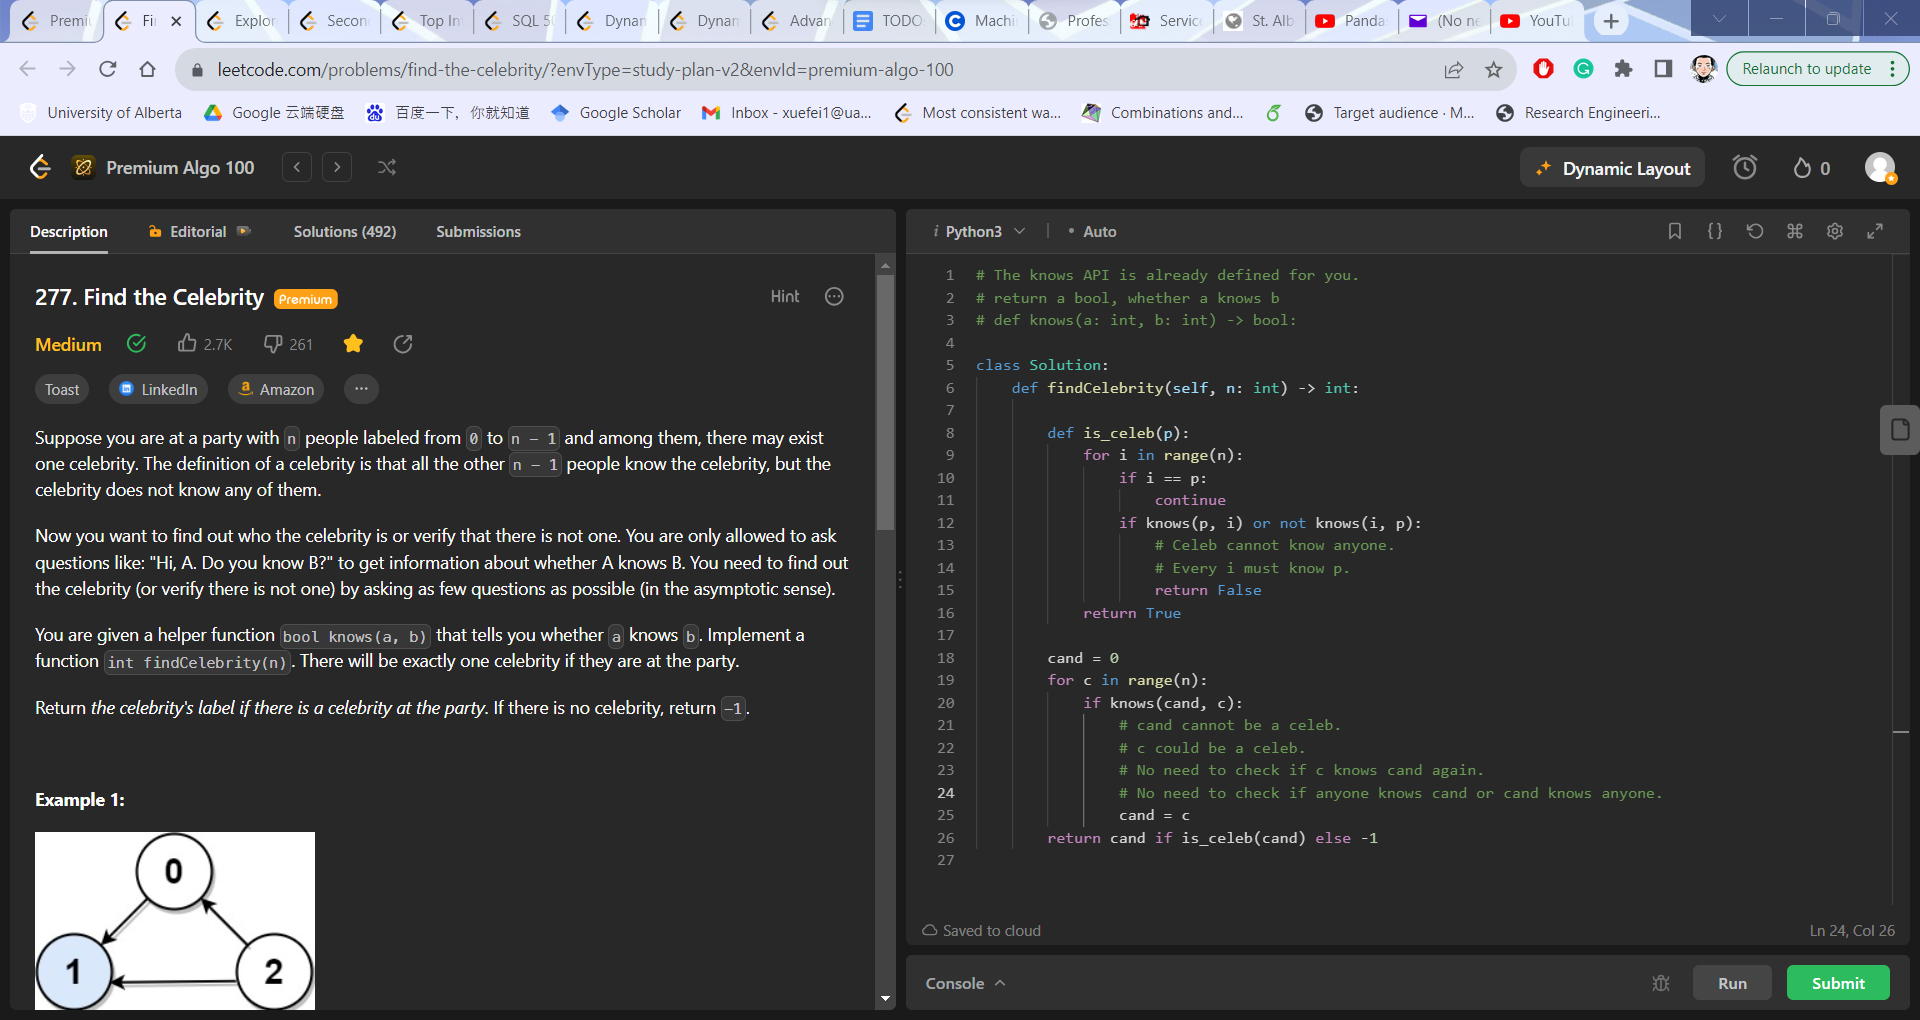 Premi
Fi
Explor
Secon
Top In
SQL 50
Dynam
Dynam
Advan
TODO
Machi
Profes
Servic
St. Alb
Panda
(No ne
YouTu
leetcode.com/problems/find-the-celebrity/?envType=study-plan-v2&envId=premium-algo-100
Relaunch to update
University of Alberta
Google 云端硬盘
百度一下，你就知道
Google Scholar
Inbox - xuefei1@ua...
Most consistent wa...
Combinations and...
Target audience · M...
Research Engineeri...
Premium Algo 100
Dynamic Layout
0
Description
Editorial
Solutions (492)
Submissions
277. Find the Celebrity Premium
Hint
Medium
2.7K
261
Toast
LinkedIn
Amazon
Suppose you are at a party with n people labeled from 0 to n - 1 and among them, there may exist
one celebrity. The definition of a celebrity is that all the other n - 1 people know the celebrity, but the
celebrity does not know any of them.
Now you want to find out who the celebrity is or verify that there is not one. You are only allowed to ask
questions like: "Hi, A. Do you know B?" to get information about whether A knows B. You need to find out
the celebrity (or verify there is not one) by asking as few questions as possible (in the asymptotic sense).
You are given a helper function bool knows(a, b) that tells you whether a knows b. Implement a
function int findCelebrity(n). There will be exactly one celebrity if they are at the party.
Return the celebrity's label if there is a celebrity at the party. If there is no celebrity, return -1.
Example 1:
0
1
2
i Python3
• Auto
1 # The knows API is already defined for you.
2 # return a bool, whether a knows b
3 # def knows(a: int, b: int) -> bool:
4
5 class Solution:
6 def findCelebrity(self, n: int) -> int:
7
8 def is_celeb(p):
9 for i in range(n):
10 if i == p:
11 continue
12 if knows(p, i) or not knows(i, p):
13 # Celeb cannot know anyone.
14 # Every i must know p.
15 return False
16 return True
17
18 cand = 0
19 for c in range(n):
20 if knows(cand, c):
21 # cand cannot be a celeb.
22 # c could be a celeb.
23 # No need to check if c knows cand again.
24 # No need to check if anyone knows cand or cand knows anyone.
25 cand = c
26 return cand if is_celeb(cand) else -1
27
Saved to cloud
Ln 24, Col 26
Console
Run
Submit